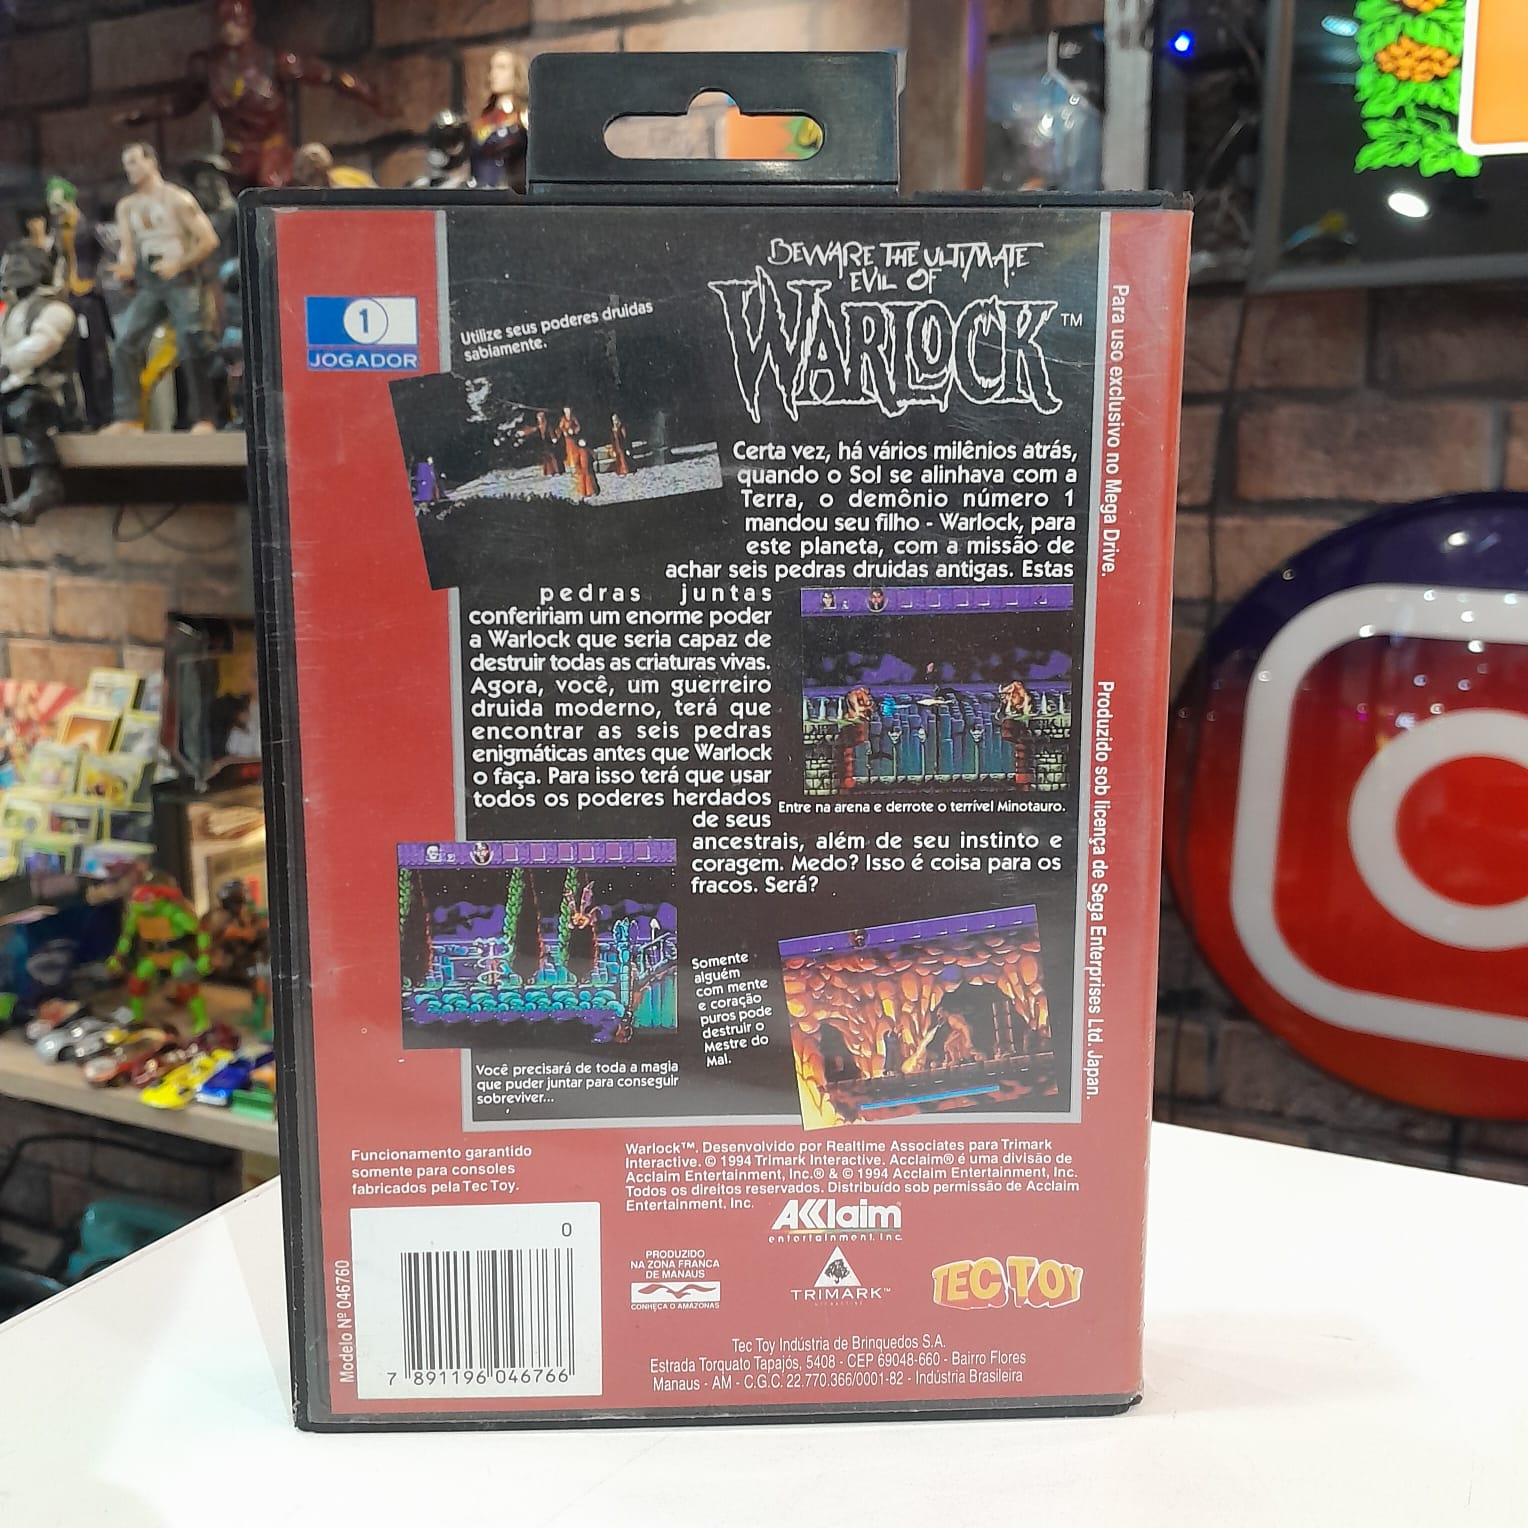 BEWARE THE ULTIMATE
EVIL OF
WARLOCK™
1
JOGADOR
Utilize seus poderes druidas
sabiamente.
Certa vez, há vários milênios atrás,
quando o Sol se alinhava com a
Terra, o demônio número 1
mandou seu filho - Warlock, para
este planeta, com a missão de
achar seis pedras druidas antigas. Estas
pedras juntas
confeririam um enorme poder
a Warlock que seria capaz de
destruir todas as criaturas vivas.
Agora, você, um guerreiro
druida moderno, terá que
encontrar as seis pedras
enigmáticas antes que Warlock
o faça. Para isso terá que usar
todos os poderes herdados
de seus
ancestrais, além de seu instinto e
coragem. Medo? Isso é coisa para os
fracos. Será?
Entre na arena e derrote o terrível Minotauro.
Somente
alguém
com mente
e coração
puros pode
destruir o
Mestre do
Mal.
Você precisará de toda a magia
que puder juntar para conseguir
sobreviver...
Para uso exclusivo no Mega Drive.
Produzido sob licença de Sega Enterprises Ltd. Japan.
Funcionamento garantido
somente para consoles
fabricados pela Tec Toy.
Warlock™. Desenvolvido por Realtime Associates para Trimark
Interactive. © 1994 Trimark Interactive. Acclaim® é uma divisão de
Acclaim Entertainment, Inc.® & © 1994 Acclaim Entertainment, Inc.
Todos os direitos reservados. Distribuído sob permissão de Acclaim
Entertainment, Inc.
AKKlaim
entertainment, inc.
PRODUZIDO
NA ZONA FRANCA
DE MANAUS
CONHEÇA O AMAZONAS
TRIMARK™
INTERACTIVE
TEC TOY
Modelo Nº 046760
0
7 891196 046766
Tec Toy Indústria de Brinquedos S.A.
Estrada Torquato Tapajós, 5408 - CEP 69048-660 - Bairro Flores
Manaus - AM - C.G.C. 22.770.366/0001-82 - Indústria Brasileira